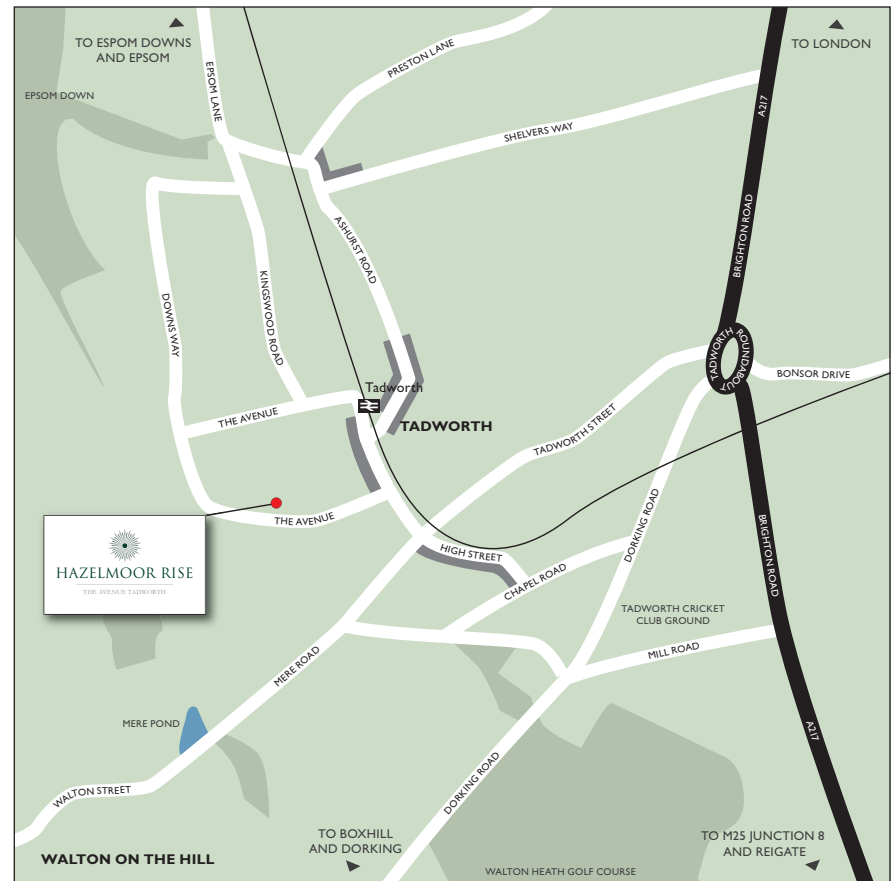 TO ESPOM DOWNS
AND EPSOM
TO LONDON
EPSOM LANE
PRESTON LANE
EPSOM DOWN
A217
SHELVERS WAY
ASHURST ROAD
BRIGHTON ROAD
KINGSWOOD ROAD
DOWNS WAY
TADWORTH
ROUNDABOUT
BONSOR DRIVE
Tadworth
THE AVENUE
TADWORTH
TADWORTH STREET
THE AVENUE
DORKING ROAD
HIGH STREET
BRIGHTON ROAD
HAZELMOOR RISE
THE AVENUE TADWORTH
CHAPEL ROAD
TADWORTH CRICKET
CLUB GROUND
MILL ROAD
MERE ROAD
MERE POND
A217
DORKING ROAD
WALTON STREET
TO BOXHILL
AND DORKING
TO M25 JUNCTION 8
AND REIGATE
WALTON ON THE HILL
WALTON HEATH GOLF COURSE